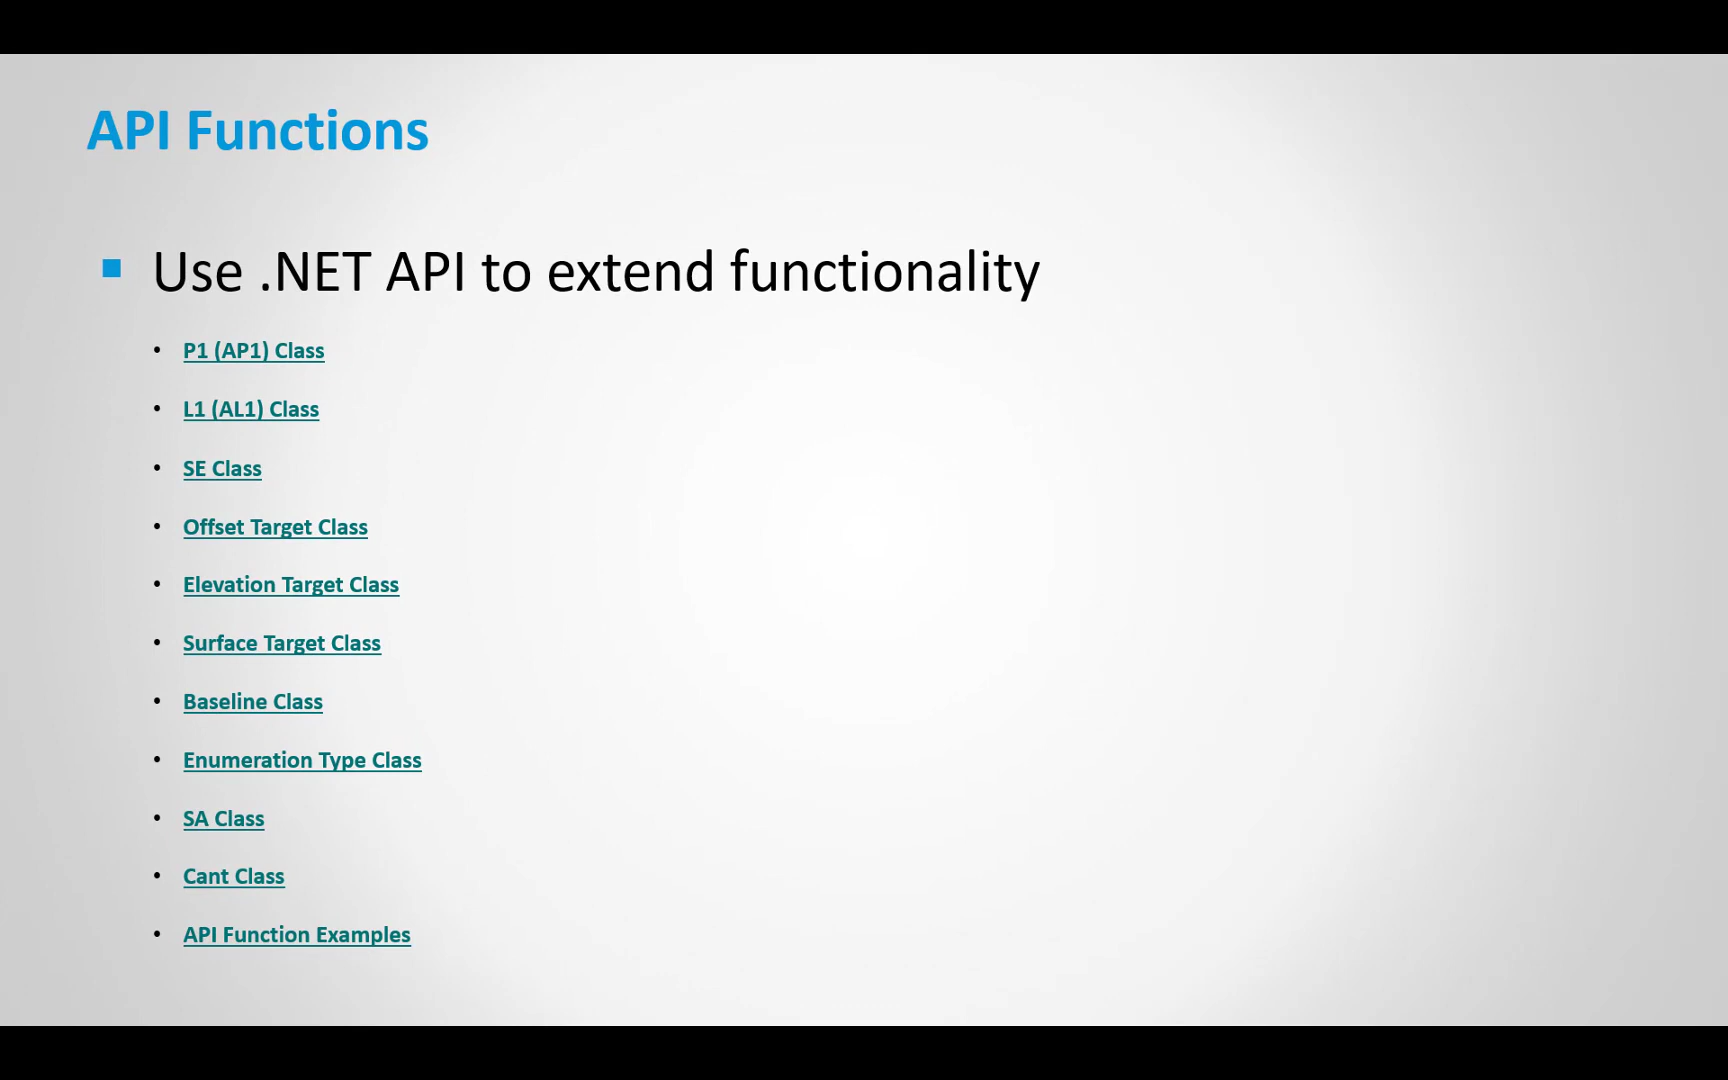 API Functions
Use .NET API to extend functionality
P1 (AP1) Class
L1 (AL1) Class
SE Class
Offset Target Class
Elevation Target Class
Surface Target Class
Baseline Class
Enumeration Type Class
SA Class
Cant Class
API Function Examples